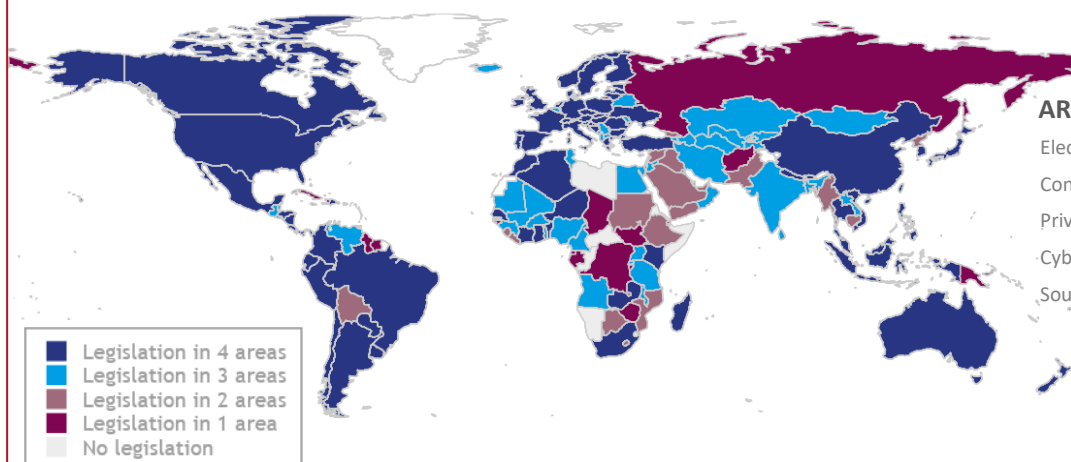 AR
Elec
Con
Priv
Cyb
Sou
Legislation in 4 areas
Legislation in 3 areas
Legislation in 2 areas
Legislation in 1 area
No legislation